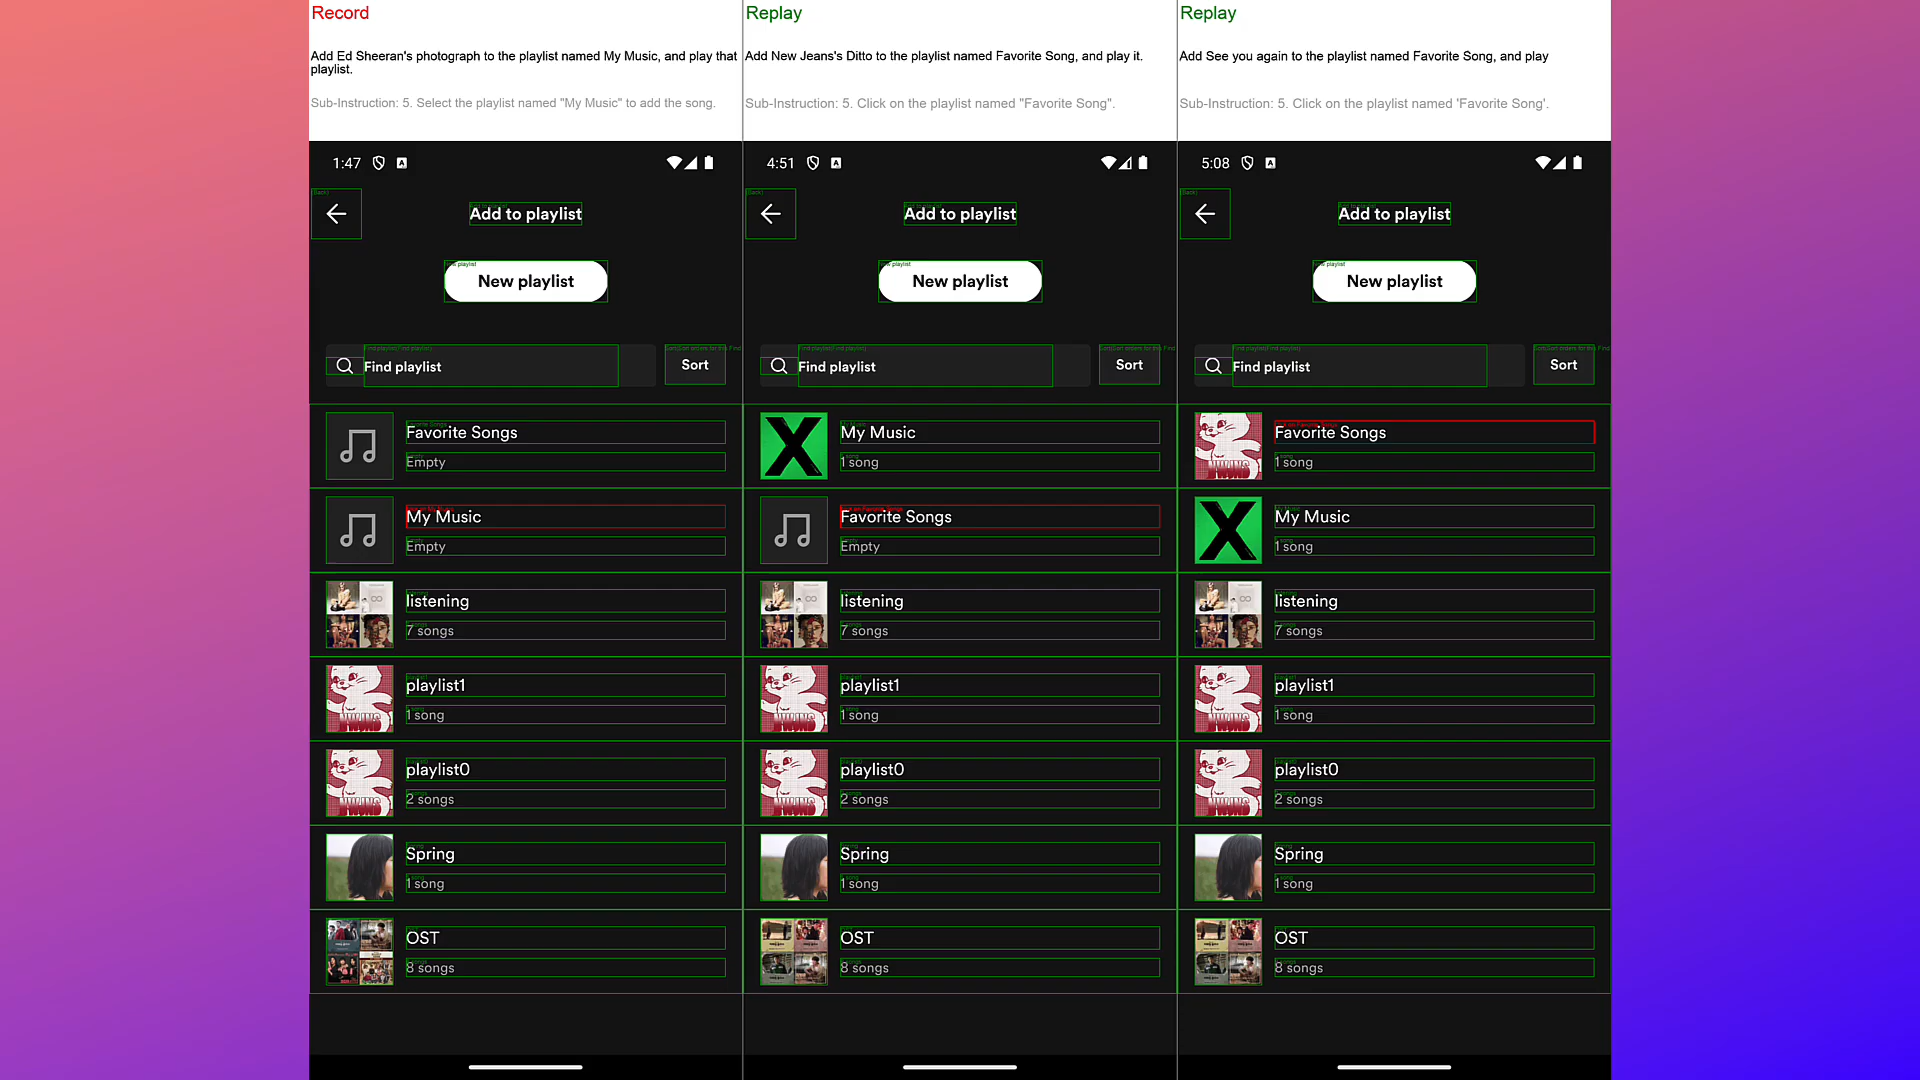 Record
Add Ed Sheeran's photograph to the playlist named My Music, and play that
playlist.
Sub-Instruction: 5. Select the playlist named "My Music" to add the song.
1:47
Add to playlist
New playlist
Find playlist
Sort
Favorite Songs
Empty
My Music
Empty
listening
7 songs
playlist1
1 song
playlist0
2 songs
Spring
1 song
OST
8 songs
Replay
Add New Jeans's Ditto to the playlist named Favorite Song, and play it.
Sub-Instruction: 5. Click on the playlist named "Favorite Song".
4:51
Add to playlist
New playlist
Find playlist
Sort
My Music
1 song
Favorite Songs
Empty
listening
7 songs
playlist1
1 song
playlist0
2 songs
Spring
1 song
OST
8 songs
Replay
Add See you again to the playlist named Favorite Song, and play
Sub-Instruction: 5. Click on the playlist named 'Favorite Song'.
5:08
Add to playlist
New playlist
Find playlist
Sort
Favorite Songs
1 song
My Music
1 song
listening
7 songs
playlist1
1 song
playlist0
2 songs
Spring
1 song
OST
8 songs